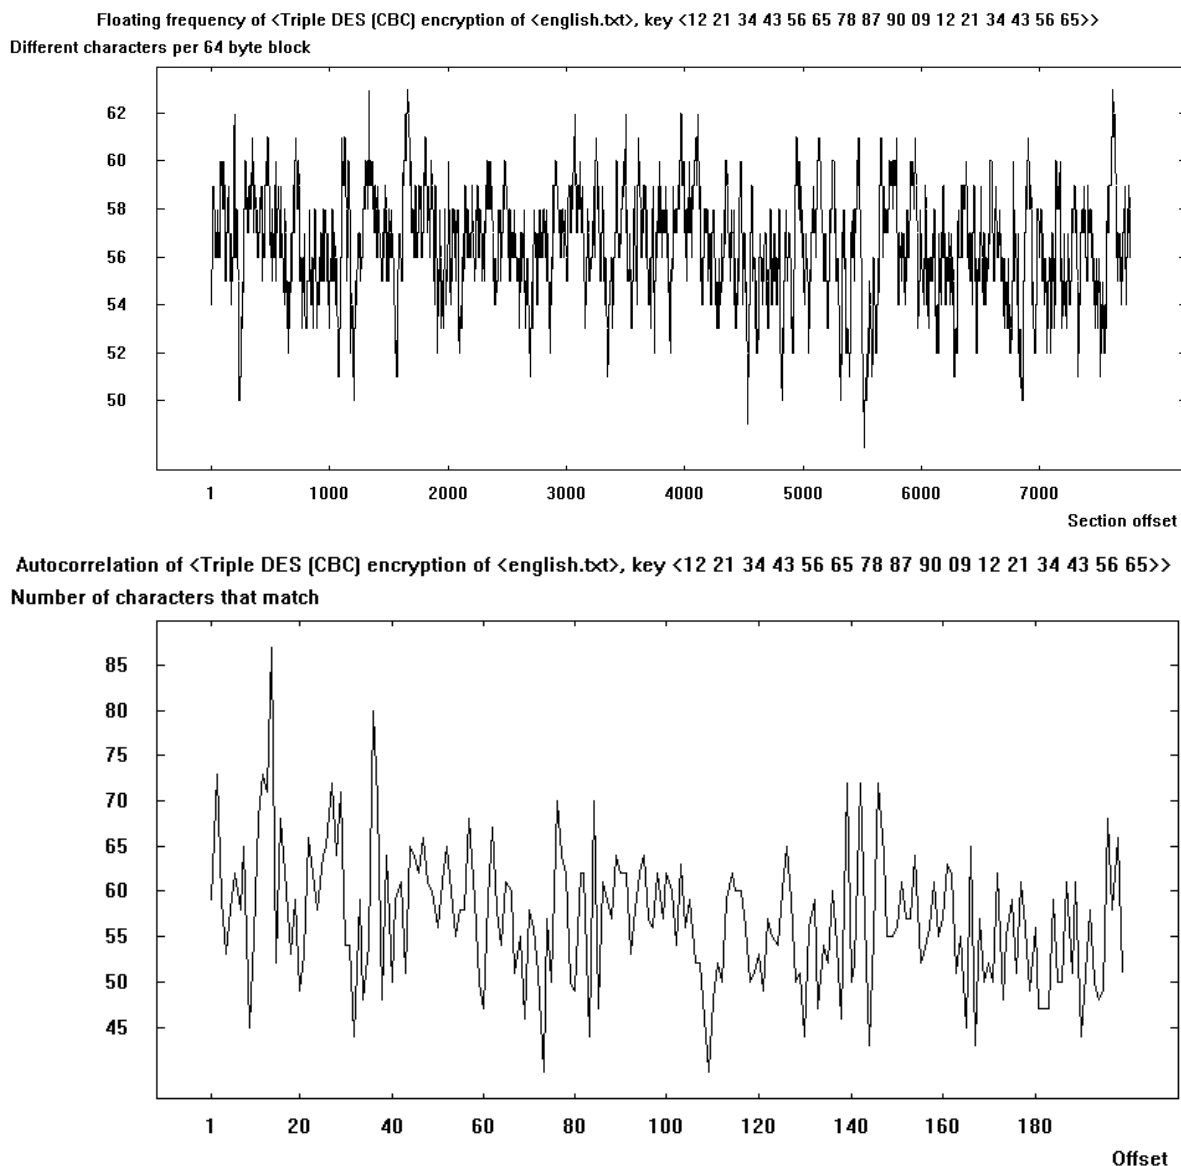 Floating frequency of <Triple DES (CBC) encryption of <english.txt>, key <12 21 34 43 56 65 78 87 90 09 12 21 34 43 56 65>>
Different characters per 64 byte block
62
60
58
56
54
52
50
1 1000 2000 3000 4000 5000 6000 7000
Section offset
Autocorrelation of <Triple DES (CBC) encryption of <english.txt>, key <12 21 34 43 56 65 78 87 90 09 12 21 34 43 56 65>>
Number of characters that match
85
80
75
70
65
60
55
50
45
1 20 40 60 80 100 120 140 160 180
Offset